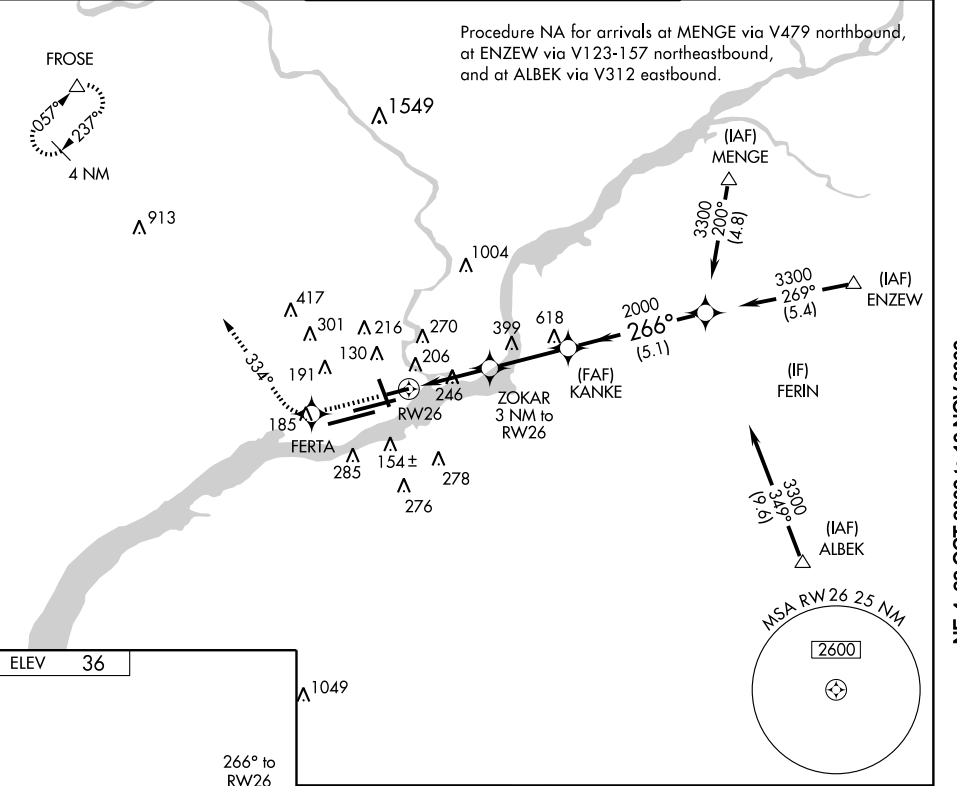 Procedure NA for arrivals at MENGE via V479 northbound,
at ENZEW via V123-157 northeastbound,
and at ALBEK via V312 eastbound.
FROSE
057°
237°
4 NM
1549
(IAF)
MENGE
3300
200°
(4.8)
913
1004
3300
269°
(5.4)
(IAF)
ENZEW
417
301
216
270
399
618
2000
266°
(5.1)
130
206
191
334°
246
(FAF)
KANKE
(IF)
FERIN
ZOKAR
3 NM to
RW26
RW26
185
FERTA
285
154±
278
276
3300
349°
(9.6)
(IAF)
ALBEK
MSA RW26 25 NM
2600
ELEV 36
1049
266° to
RW26